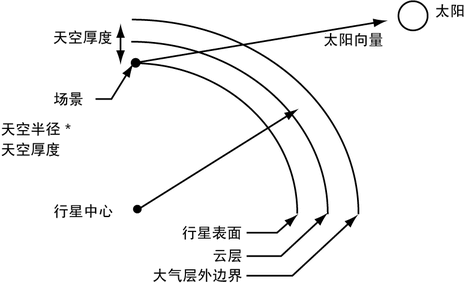 太阳
天空厚度
太阳向量
场景
天空半径 *
天空厚度
行星中心
行星表面
云层
大气层外边界